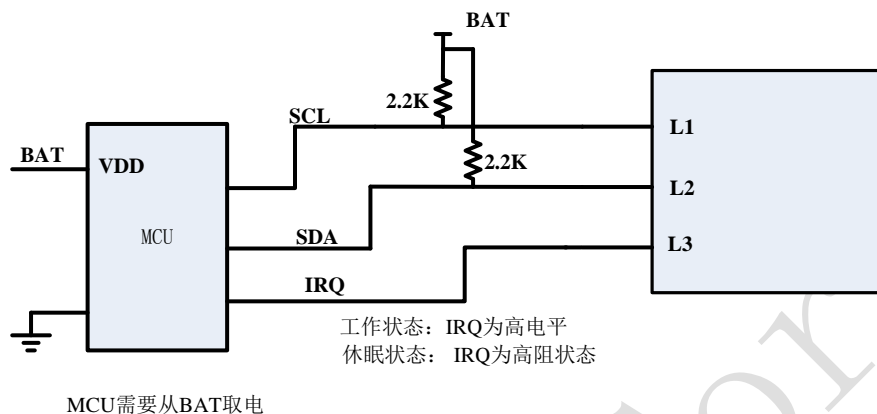 BAT
2.2K
SCL
L1
BAT
VDD
2.2K
L2
MCU
SDA
L3
IRQ
工作状态：IRQ为高电平
休眠状态： IRQ为高阻状态
MCU需要从BAT取电